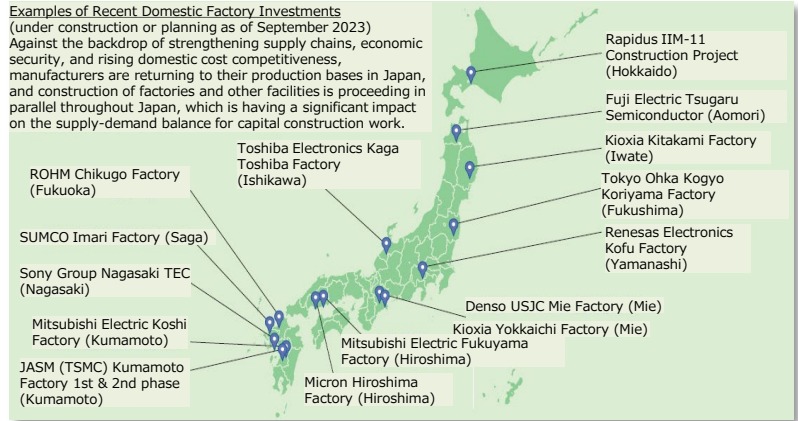 Examples of Recent Domestic Factory Investments
(under construction or planning as of September 2023)
Against the backdrop of strengthening supply chains, economic
security, and rising domestic cost competitiveness,
manufacturers are returning to their production bases in Japan,
and construction of factories and other facilities is proceeding in
parallel throughout Japan, which is having a significant impact
on the supply-demand balance for capital construction work.
Rapidus IIM-11
Construction Project
(Hokkaido)
Fuji Electric Tsugaru
Semiconductor (Aomori)
Kioxia Kitakami Factory
(Iwate)
Tokyo Ohka Kogyo
Koriyama Factory
(Fukushima)
Renesas Electronics
Kofu Factory
(Yamanashi)
Toshiba Electronics Kaga
Toshiba Factory
(Ishikawa)
ROHM Chikugo Factory
(Fukuoka)
SUMCO Imari Factory (Saga)
Sony Group Nagasaki TEC
(Nagasaki)
Mitsubishi Electric Koshi
Factory (Kumamoto)
JASM (TSMC) Kumamoto
Factory 1st & 2nd phase
(Kumamoto)
Denso USJC Mie Factory (Mie)
Kioxia Yokkaichi Factory (Mie)
Mitsubishi Electric Fukuyama
Factory (Hiroshima)
Micron Hiroshima
Factory (Hiroshima)